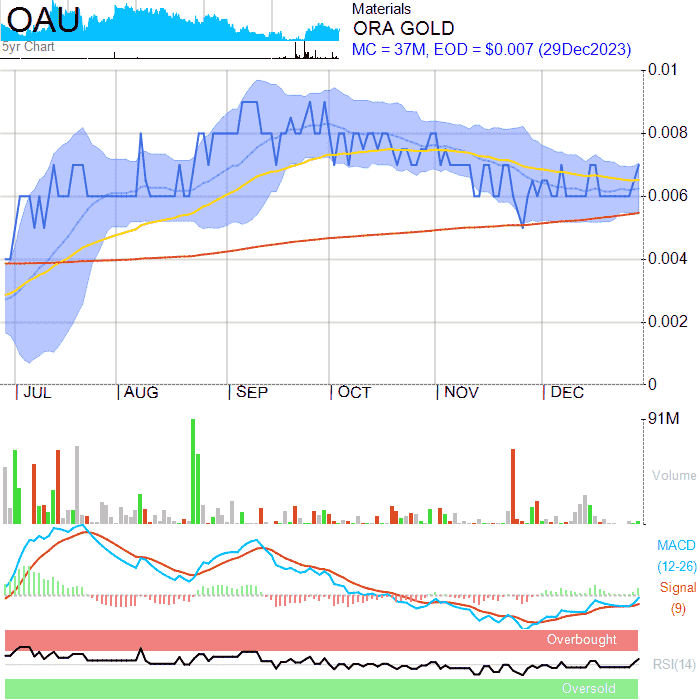 OAU
5yr Chart
Materials
ORA GOLD
MC = 37M, EOD = $0.007 (29Dec2023)
0.01
0.008
0.006
0.004
0.002
0
JUL AUG SEP OCT NOV DEC
91M
Volume
MACD
(12-26)
Signal
(9)
Overbought
RSI(14)
Oversold